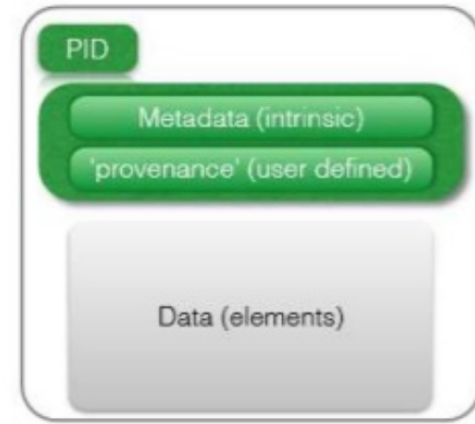 PID
Metadata (intrinsic)
'provenance' (user defined)
Data (elements)